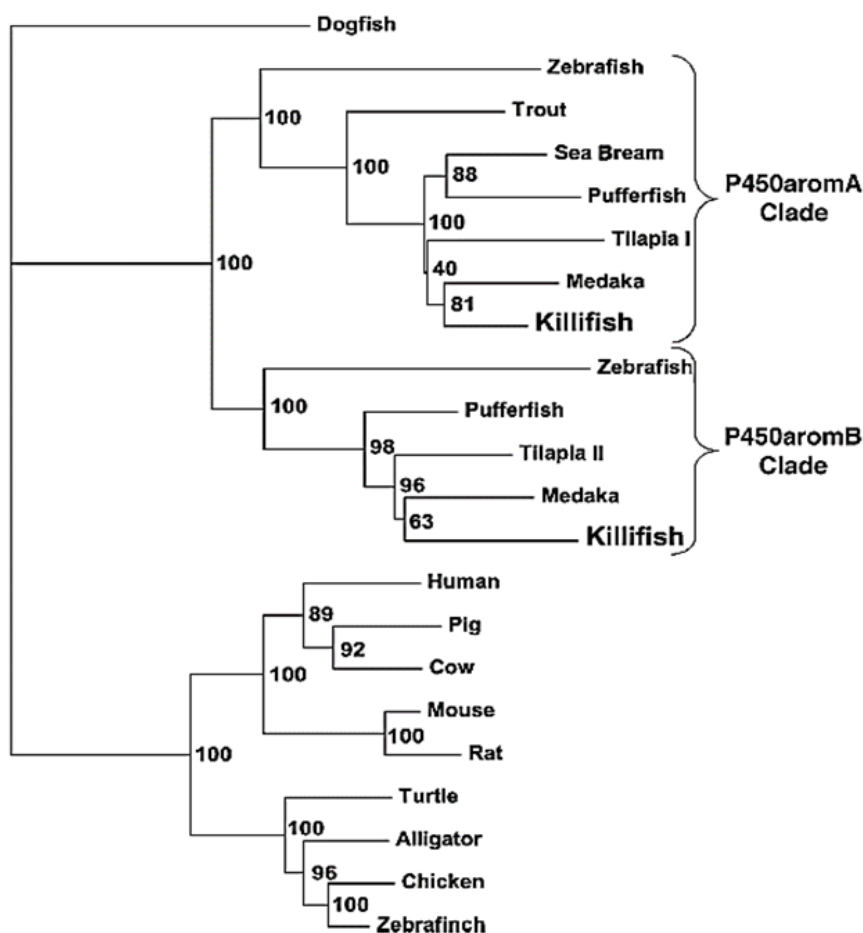 Dogfish
Zebrafish
100
Trout
100
Sea Bream
88
Pufferfish
P450aromA
Clade
100
Tilapia I
100
40
Medaka
81
Killifish
Zebrafish
100
Pufferfish
98
P450aromB
Clade
Tilapia II
96
Medaka
63
Killifish
Human
89
Pig
92
Cow
100
Mouse
100
Rat
100
Turtle
100
Alligator
96
Chicken
100
Zebrafinch